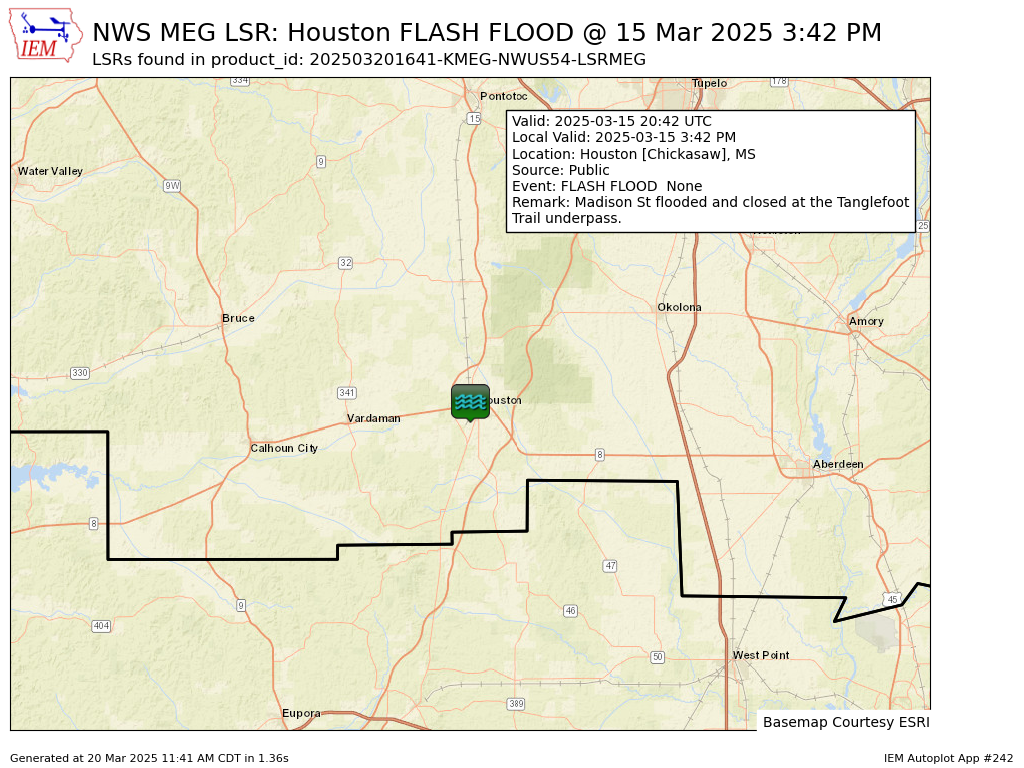 IEM
NWS MEG LSR: Houston FLASH FLOOD @ 15 Mar 2025 3:42 PM
LSRs found in product_id: 202503201641-KMEG-NWUS54-LSRMEG
334
Tupelo
178
Pontotoc
15
Valid: 2025-03-15 20:42 UTC
Local Valid: 2025-03-15 3:42 PM
Location: Houston [Chickasaw], MS
Source: Public
Event: FLASH FLOOD  None
Remark: Madison St flooded and closed at the Tanglefoot
Trail underpass.
9
Water Valley
9W
25
32
Okolona
Bruce
Amory
330
341
ouston
Vardaman
Calhoun City
8
Aberdeen
8
47
45
9
46
404
50
West Point
389
Eupora
Basemap Courtesy ESRI
Generated at 20 Mar 2025 11:41 AM CDT in 1.36s
IEM Autoplot App #242